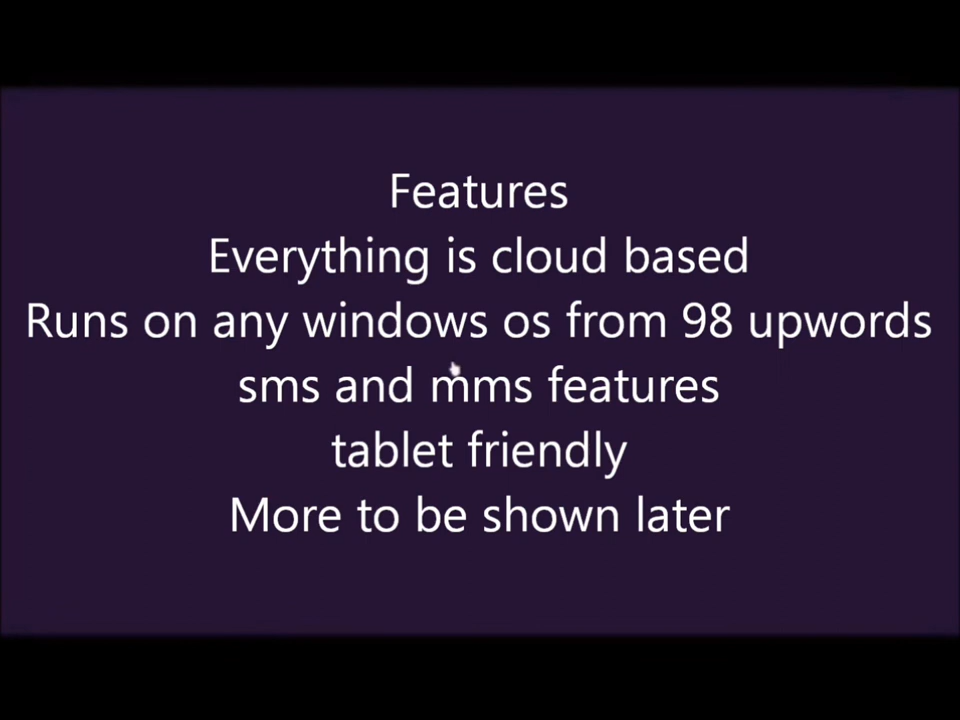 Features
Everything is cloud based
Runs on any windows os from 98 upwords
sms and mms features
tablet friendly
More to be shown later